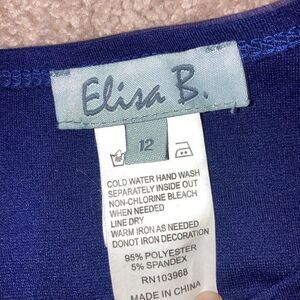 Elisa B.
12
COLD WATER HAND WASH
SEPARATELY INSIDE OUT
NON-CHLORINE BLEACH
WHEN NEEDED
LINE DRY
WARM IRON AS NEEDED
DONOT IRON DECORATION
95% POLYESTER
5% SPANDEX
RN103968
MADE IN CHINA